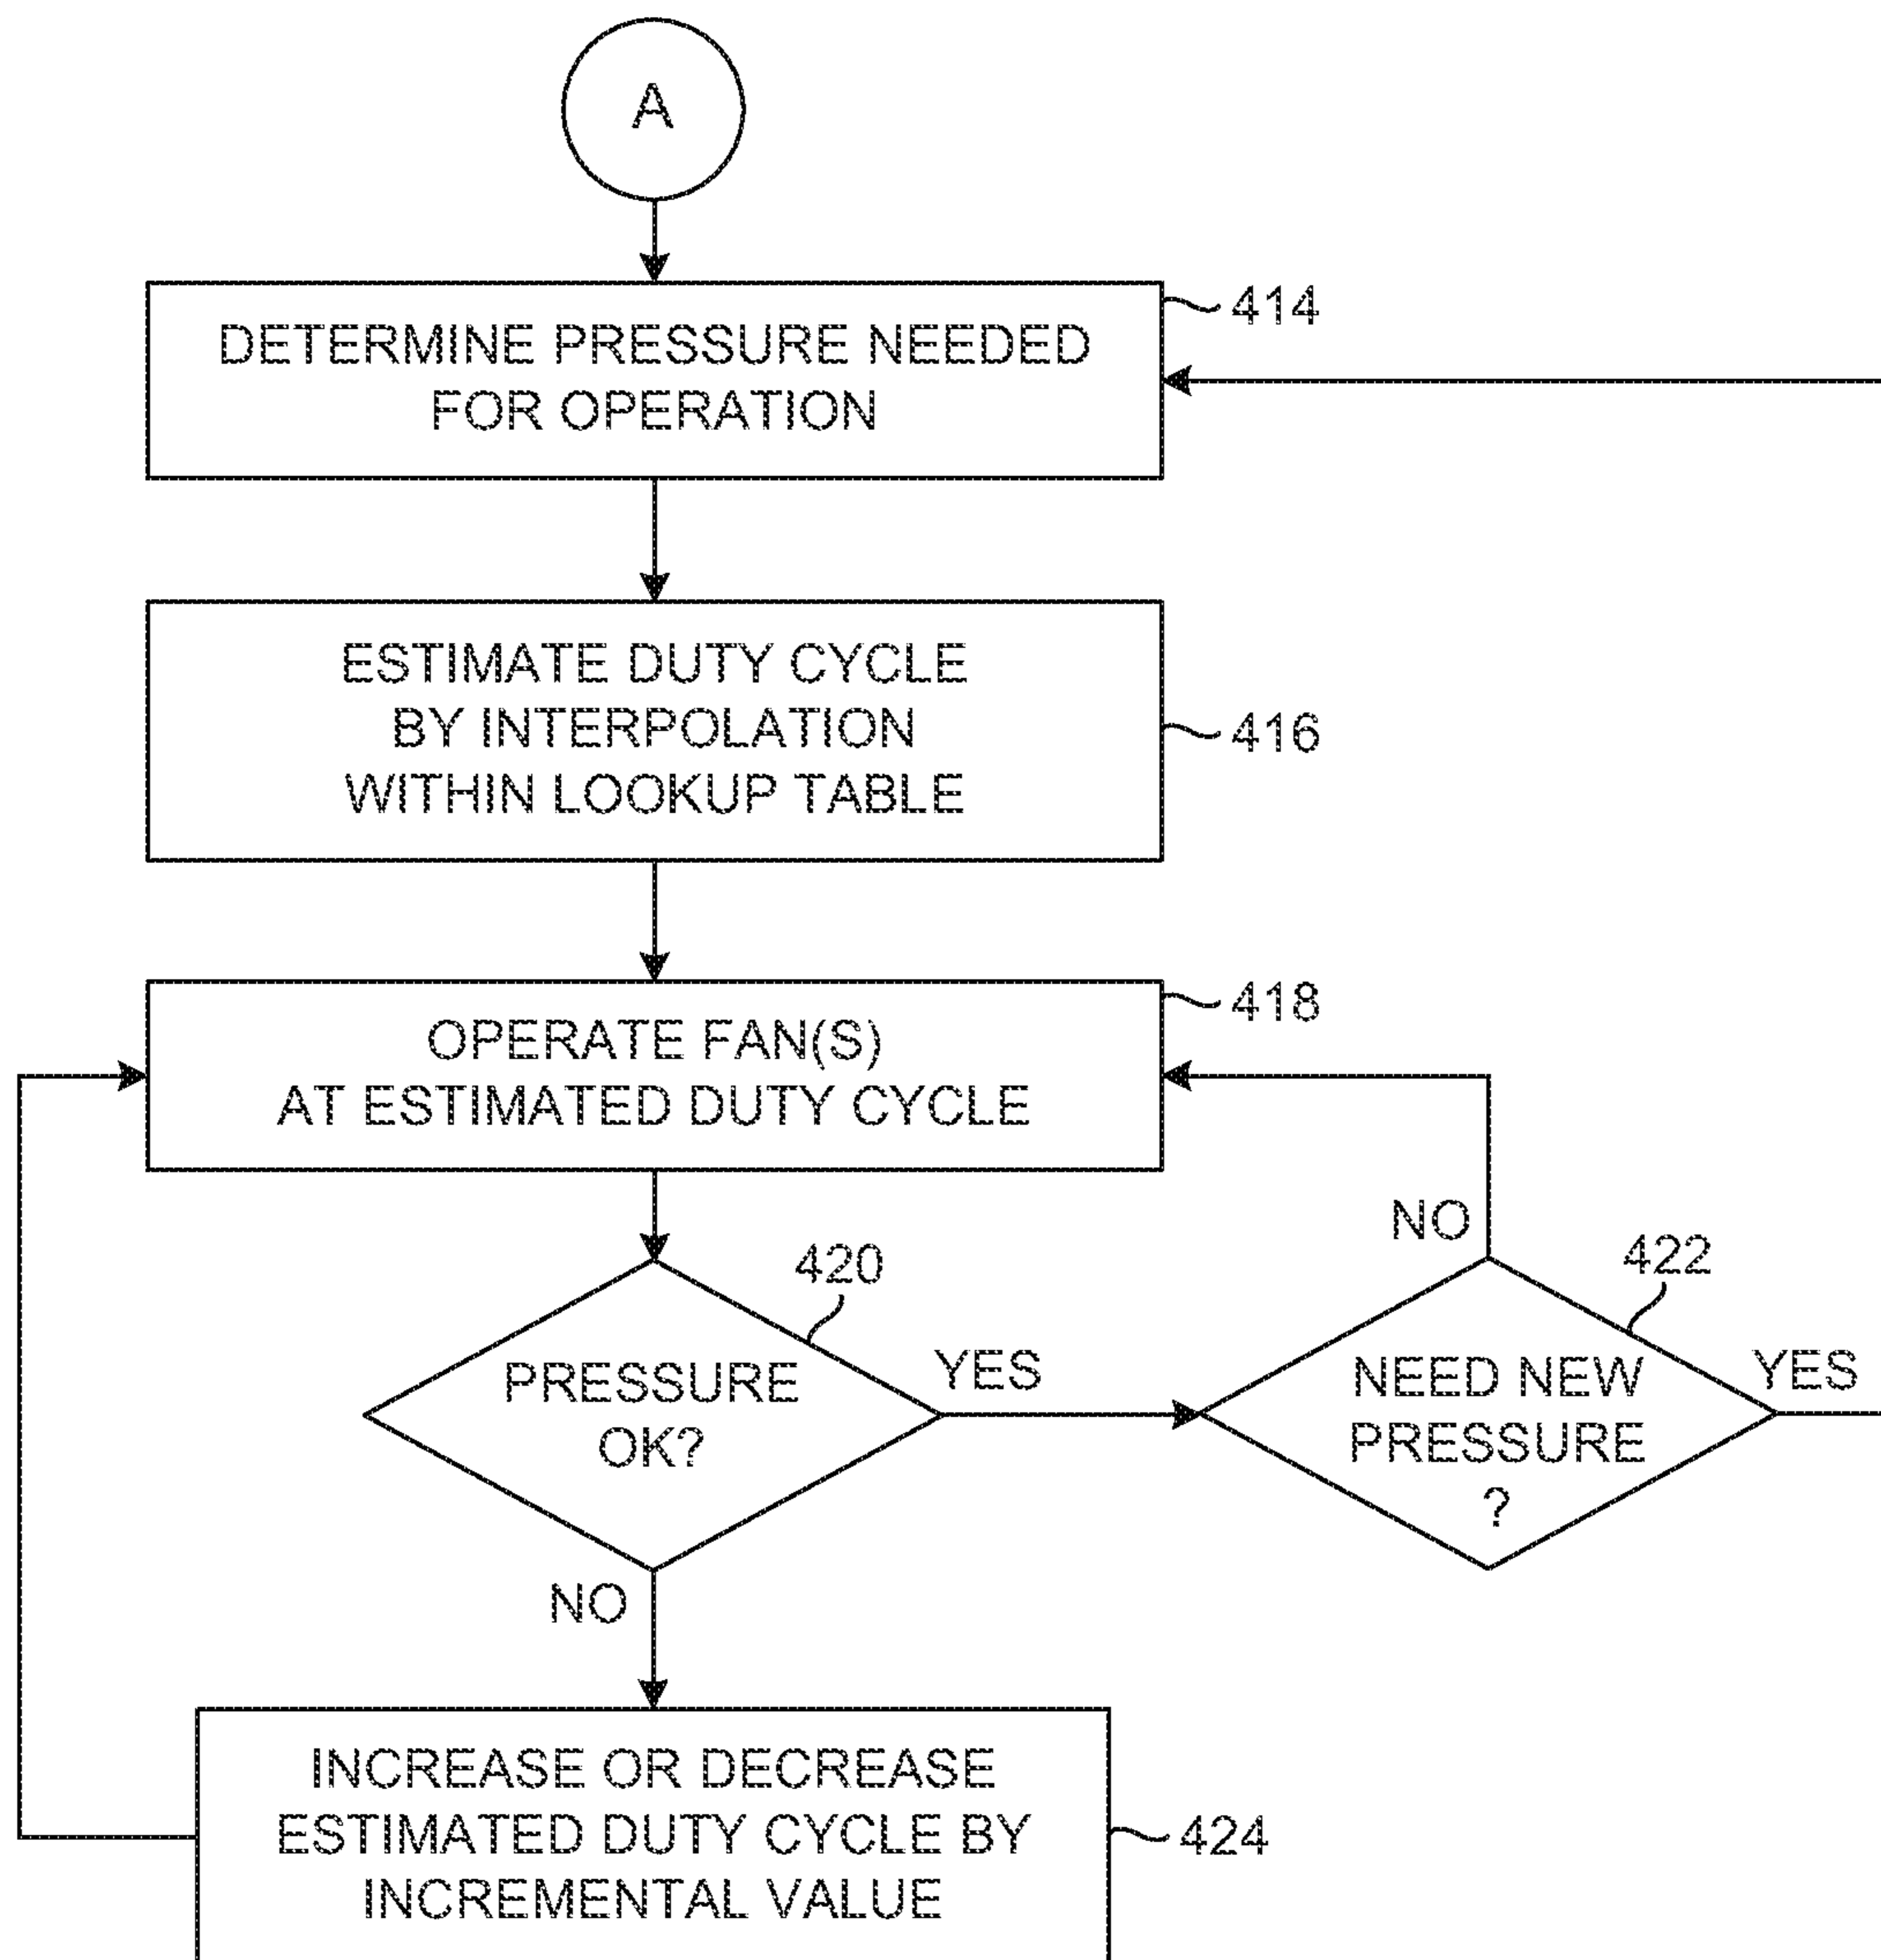 A
DETERMINE PRESSURE NEEDED
FOR OPERATION
414
ESTIMATE DUTY CYCLE
BY INTERPOLATION
WITHIN LOOKUP TABLE
416
OPERATE FAN(S)
AT ESTIMATED DUTY CYCLE
418
PRESSURE
OK?
420
YES
NO
NEED NEW
PRESSURE
?
422
NO
YES
INCREASE OR DECREASE
ESTIMATED DUTY CYCLE BY
INCREMENTAL VALUE
424